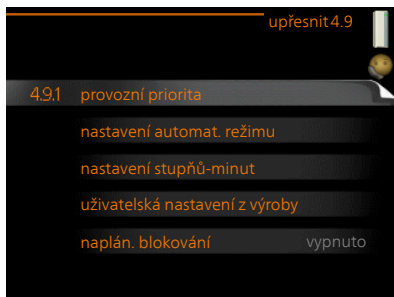 upřesnit 4.9
4.9.1 provozní priorita
nastavení automat. režimu
nastavení stupňů-minut
uživatelská nastavení z výroby
naplán. blokování vypnuto